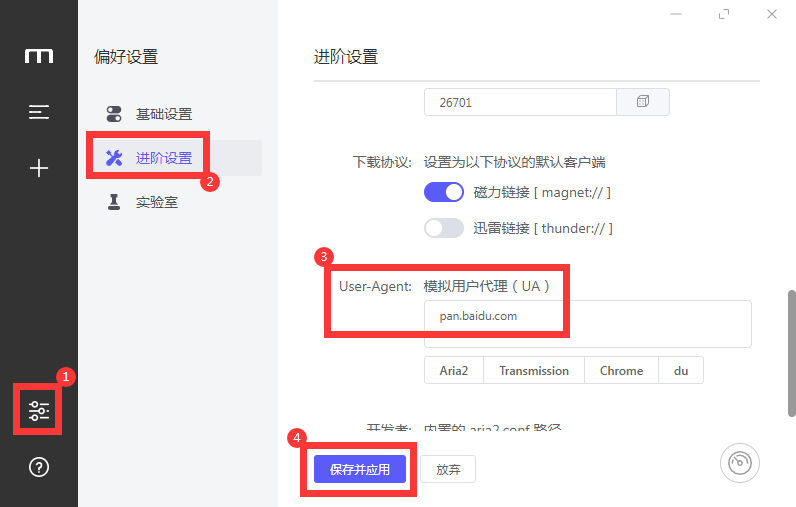 m
偏好设置
基础设置
进阶设置
2
实验室
1
进阶设置
26701
下载协议: 设置为以下协议的默认客户端
磁力链接 [ magnet:// ]
迅雷链接 [ thunder:// ]
3
User-Agent: 模拟用户代理（UA）
pan.baidu.com
Aria2 Transmission Chrome du
开发者: 内置的 aria2.conf 路径
4
保存并应用 放弃